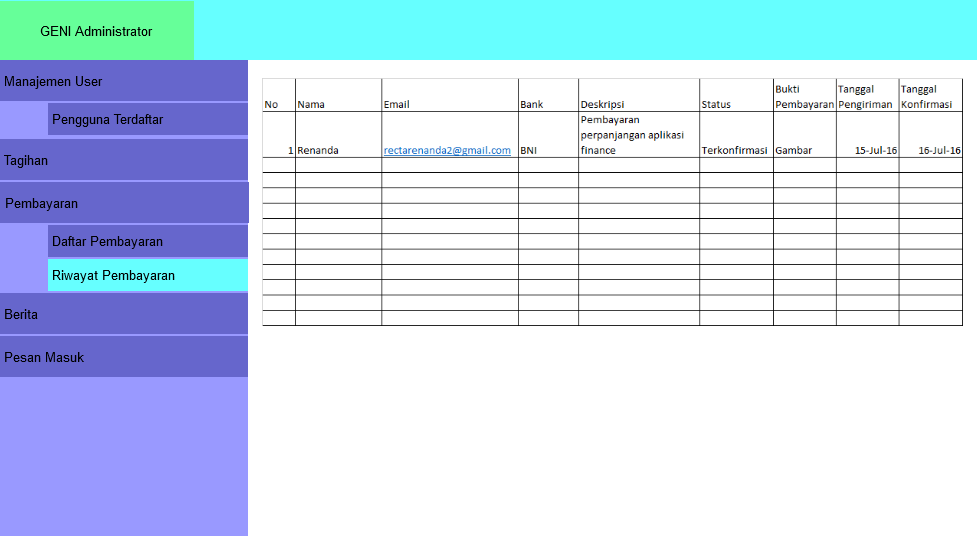 GENI Administrator
Manajemen User
Pengguna Terdaftar
Tagihan
Pembayaran
Daftar Pembayaran
Riwayat Pembayaran
Berita
Pesan Masuk
No Nama Email Bank Deskripsi Status Bukti Pembayaran Tanggal Pengiriman Tanggal Konfirmasi
1 Renanda rectarenanda2@gmail.com BNI Pembayaran perpanjangan aplikasi finance Terkonfirmasi Gambar 15-Jul-16 16-Jul-16